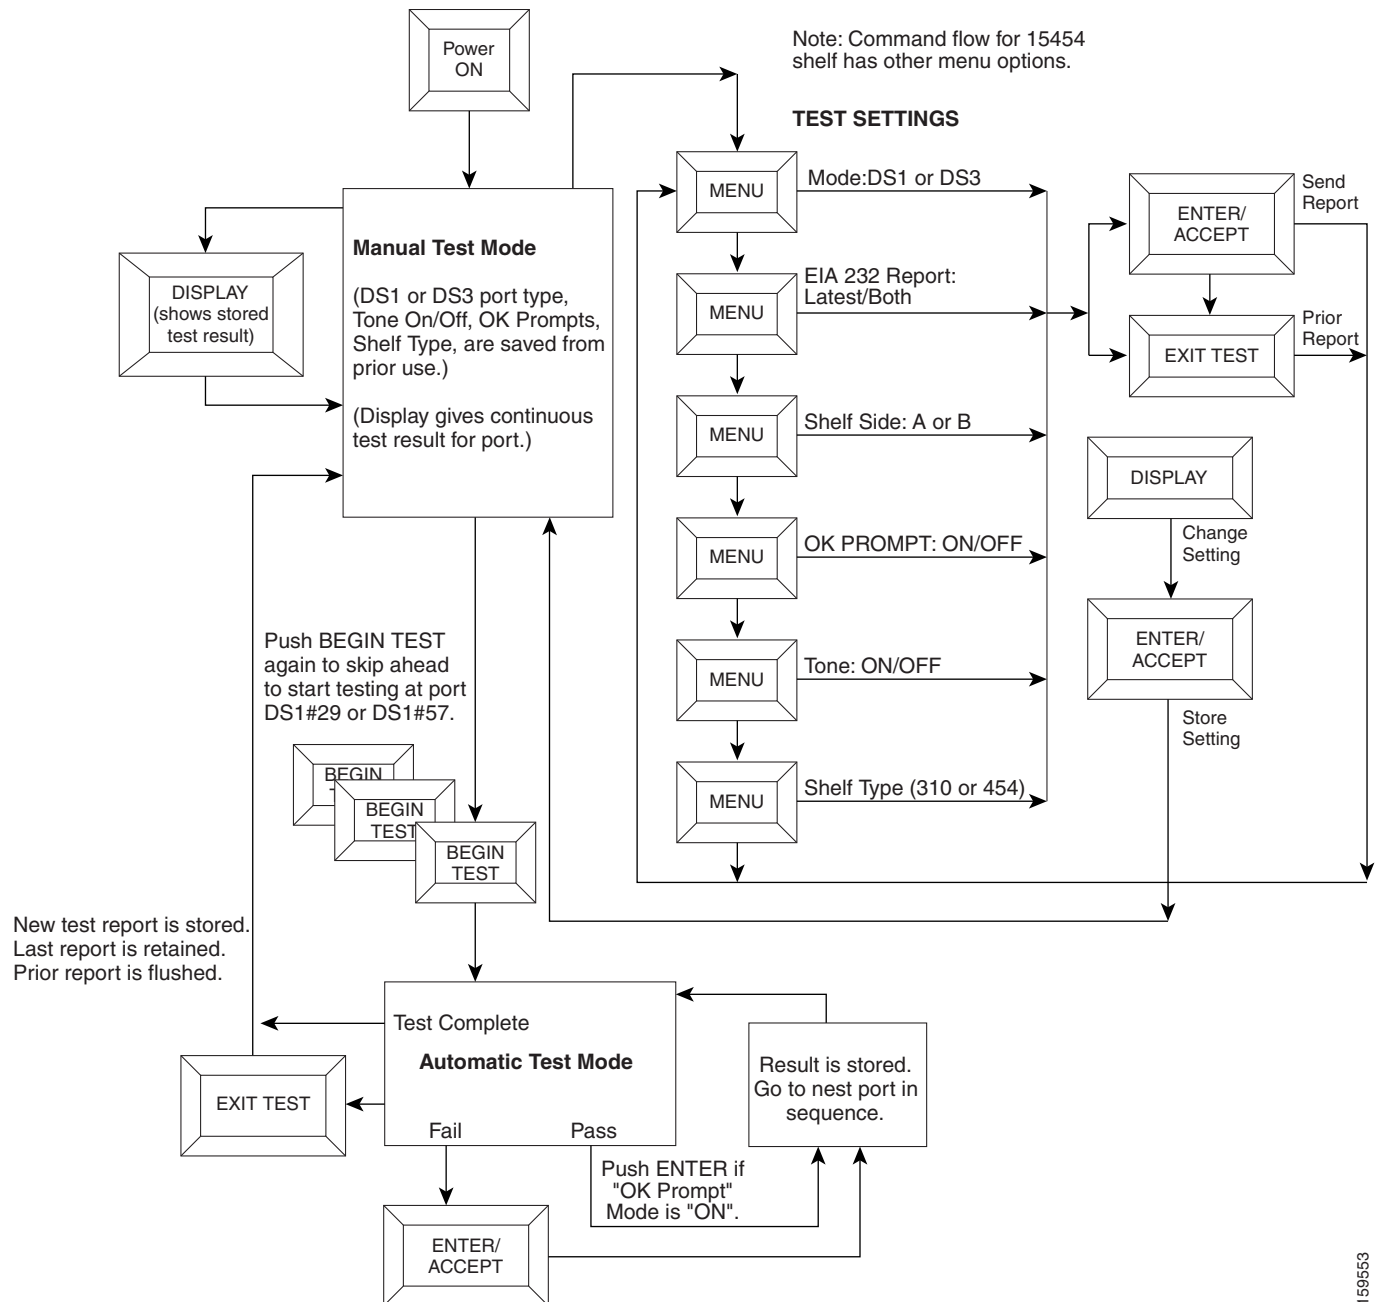 Power
ON
Note: Command flow for 15454
shelf has other menu options.
TEST SETTINGS
MENU
Mode:DS1 or DS3
ENTER/
ACCEPT
Send
Report
Manual Test Mode
(DS1 or DS3 port type,
Tone On/Off, OK Prompts,
Shelf Type, are saved from
prior use.)
(Display gives continuous
test result for port.)
DISPLAY
(shows stored
test result)
MENU
EIA 232 Report:
Latest/Both
EXIT TEST
Prior
Report
MENU
Shelf Side: A or B
DISPLAY
Change
Setting
MENU
OK PROMPT: ON/OFF
ENTER/
ACCEPT
Store
Setting
MENU
Tone: ON/OFF
MENU
Shelf Type (310 or 454)
Push BEGIN TEST
again to skip ahead
to start testing at port
DS1#29 or DS1#57.
BEGIN
T
BEGIN
TEST
BEGIN
TEST
New test report is stored.
Last report is retained.
Prior report is flushed.
Test Complete
Automatic Test Mode
Fail
Pass
EXIT TEST
Result is stored.
Go to nest port in
sequence.
Push ENTER if
"OK Prompt"
Mode is "ON".
ENTER/
ACCEPT
159553